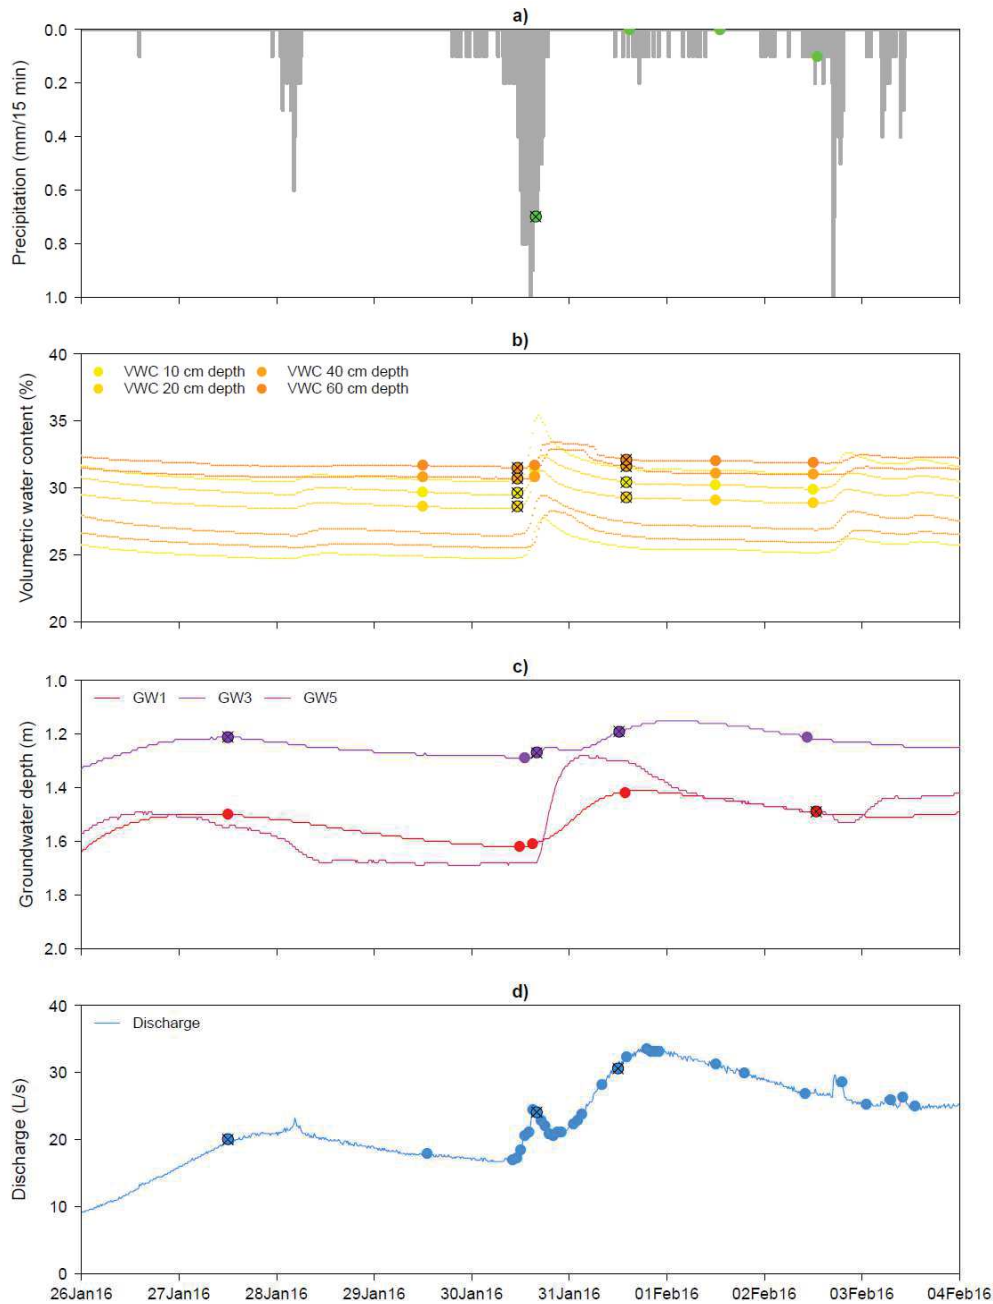 a)
Precipitation (mm/15 min)
0.0
0.2
0.4
0.6
0.8
1.0
b)
Volumetric water content (%)
40
35
30
25
20
VWC 10 cm depth
VWC 40 cm depth
VWC 20 cm depth
VWC 60 cm depth
c)
Groundwater depth (m)
1.0
1.2
1.4
1.6
1.8
2.0
GW1
GW3
GW5
d)
Discharge (L/s)
40
30
20
10
0
Discharge
26Jan16
27Jan16
28Jan16
29Jan16
30Jan16
31Jan16
01Feb16
02Feb16
03Feb16
04Feb16